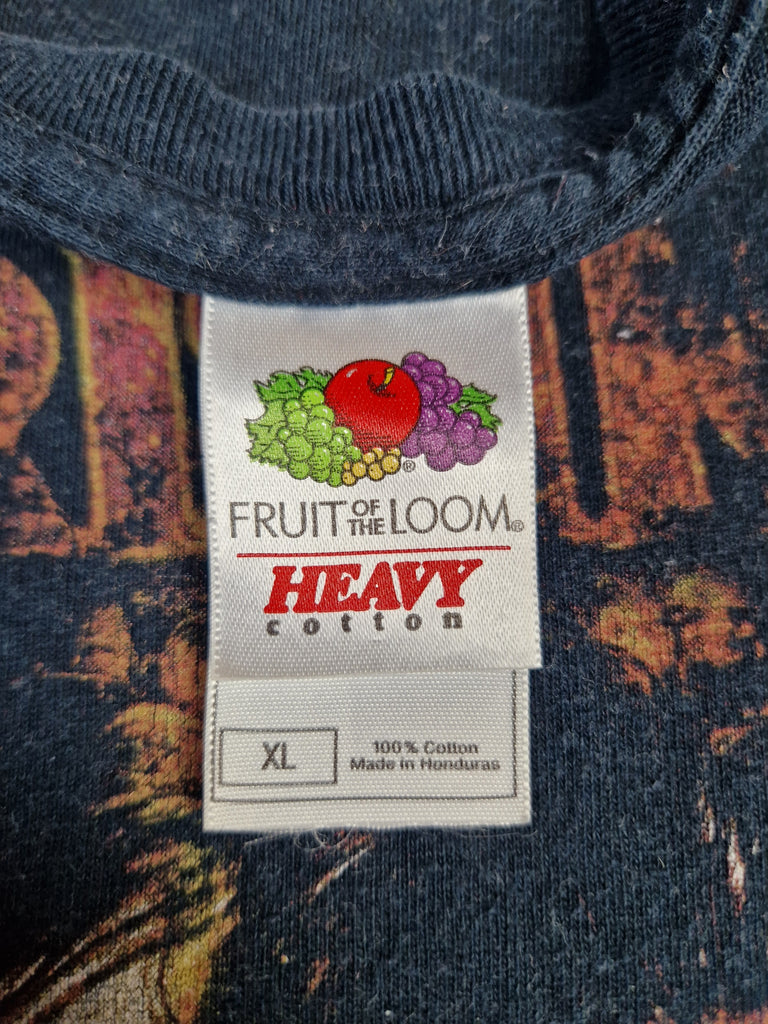 FRUIT OF THE LOOM®
HEAVY
cotton
XL
100% Cotton
Made in Honduras